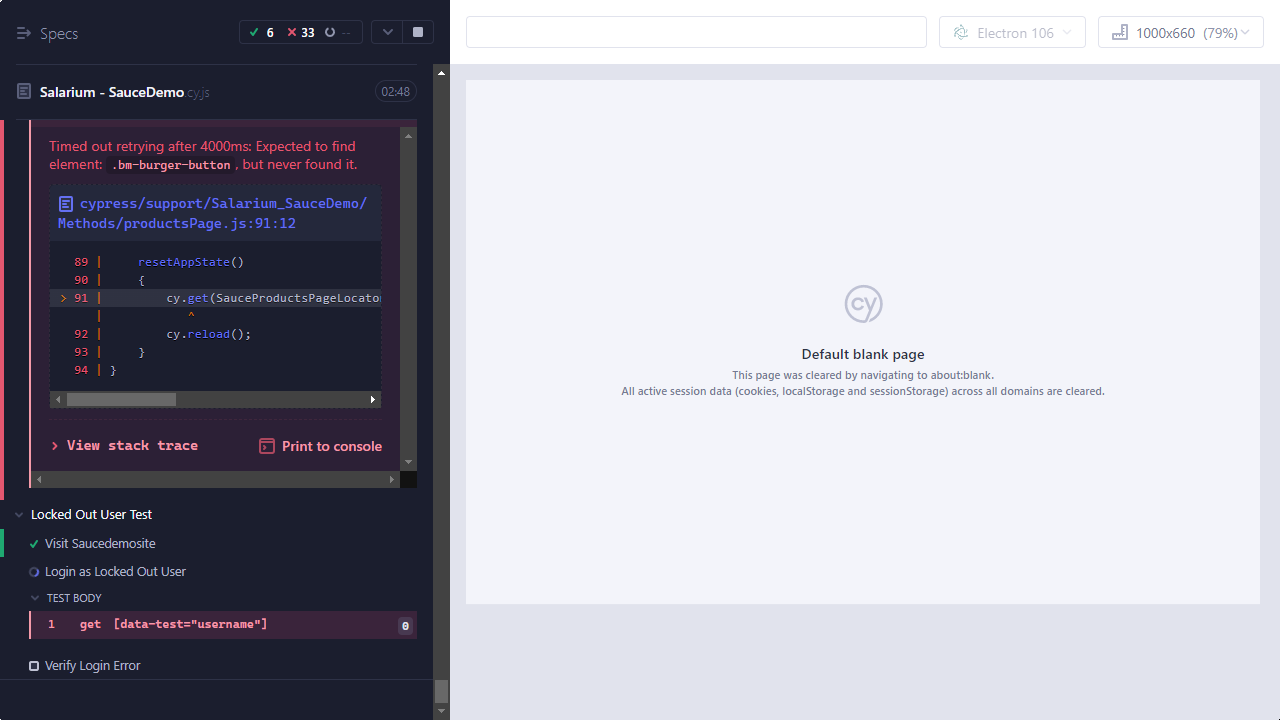 Specs
6 33 --
Electron 106
1000x660 (79%)
Salarium - SauceDemo.cy.js
02:48
Timed out retrying after 4000ms: Expected to find
element: .bm-burger-button, but never found it.
cypress/support/Salarium_SauceDemo/
Methods/productsPage.js:91:12
89 | resetAppState()
90 | {
> 91 | cy.get(SauceProductsPageLocator
| ^
92 | cy.reload();
93 | }
94 | }
View stack trace
Print to console
Locked Out User Test
Visit Saucedemosite
Login as Locked Out User
TEST BODY
1 get [data-test="username"] 0
Verify Login Error
cy
Default blank page
This page was cleared by navigating to about:blank.
All active session data (cookies, localStorage and sessionStorage) across all domains are cleared.